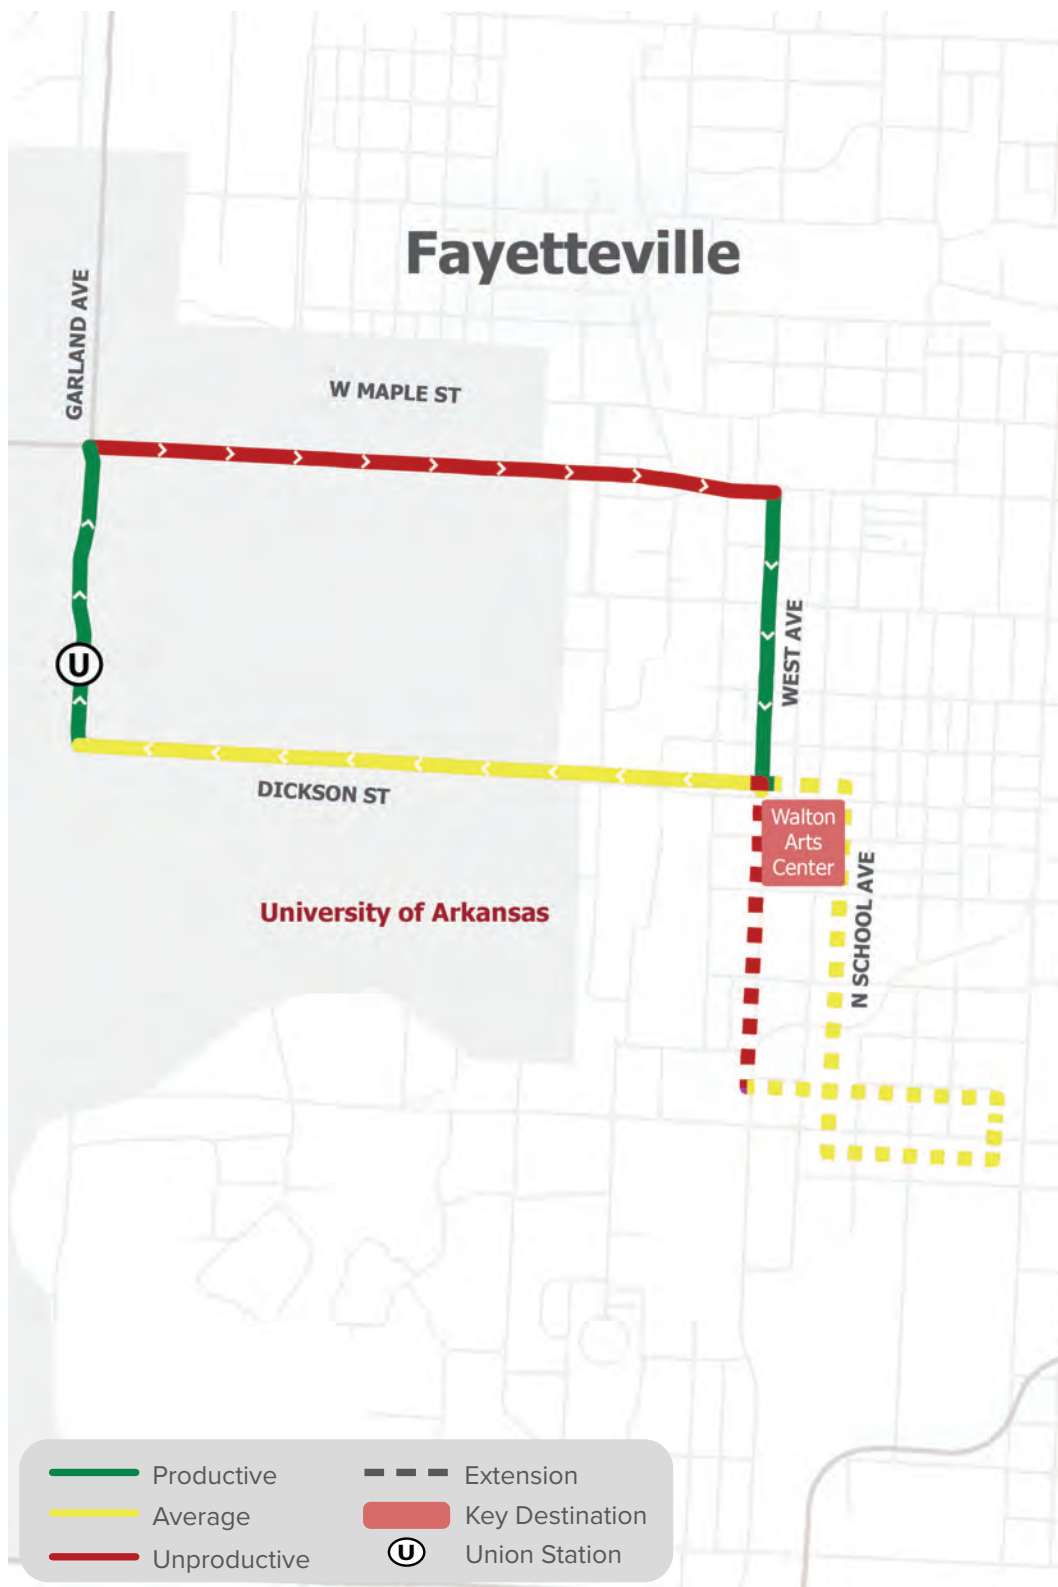 Fayetteville
GARLAND AVE
W MAPLE ST
WEST AVE
U
DICKSON ST
Walton
Arts
Center
N SCHOOL AVE
University of Arkansas
Productive
Average
Unproductive
Extension
Key Destination
U
Union Station